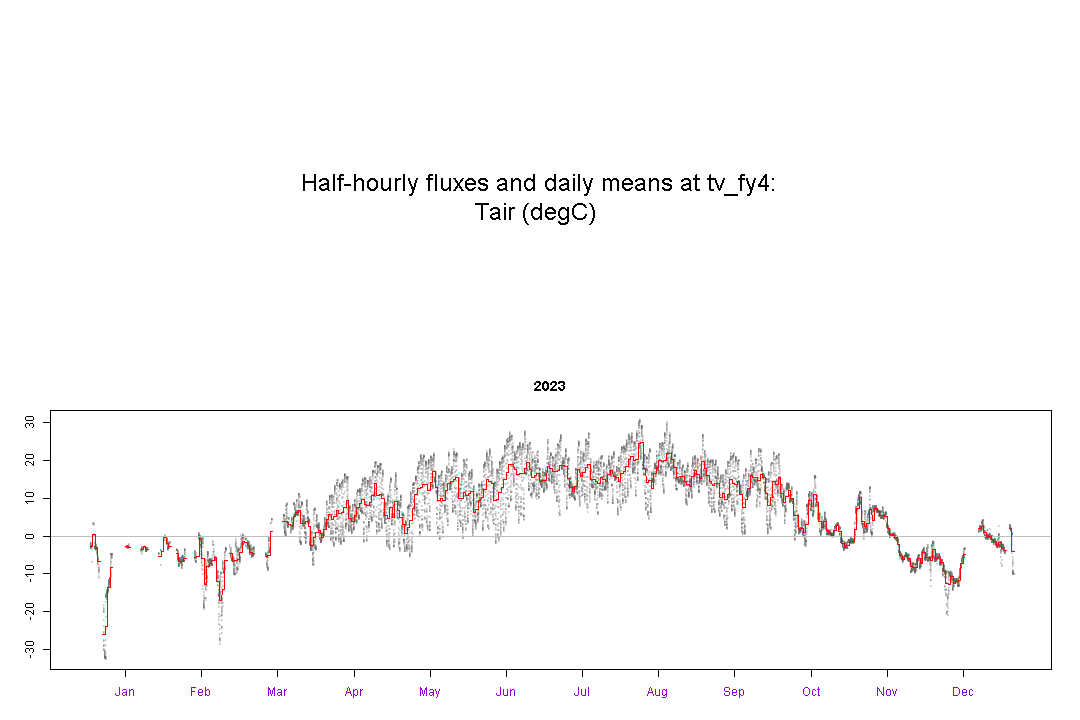 Half-hourly fluxes and daily means at tv_fy4:
Tair (degC)
2023
30
20
10
0
-10
-20
-30
Jan Feb Mar Apr May Jun Jul Aug Sep Oct Nov Dec